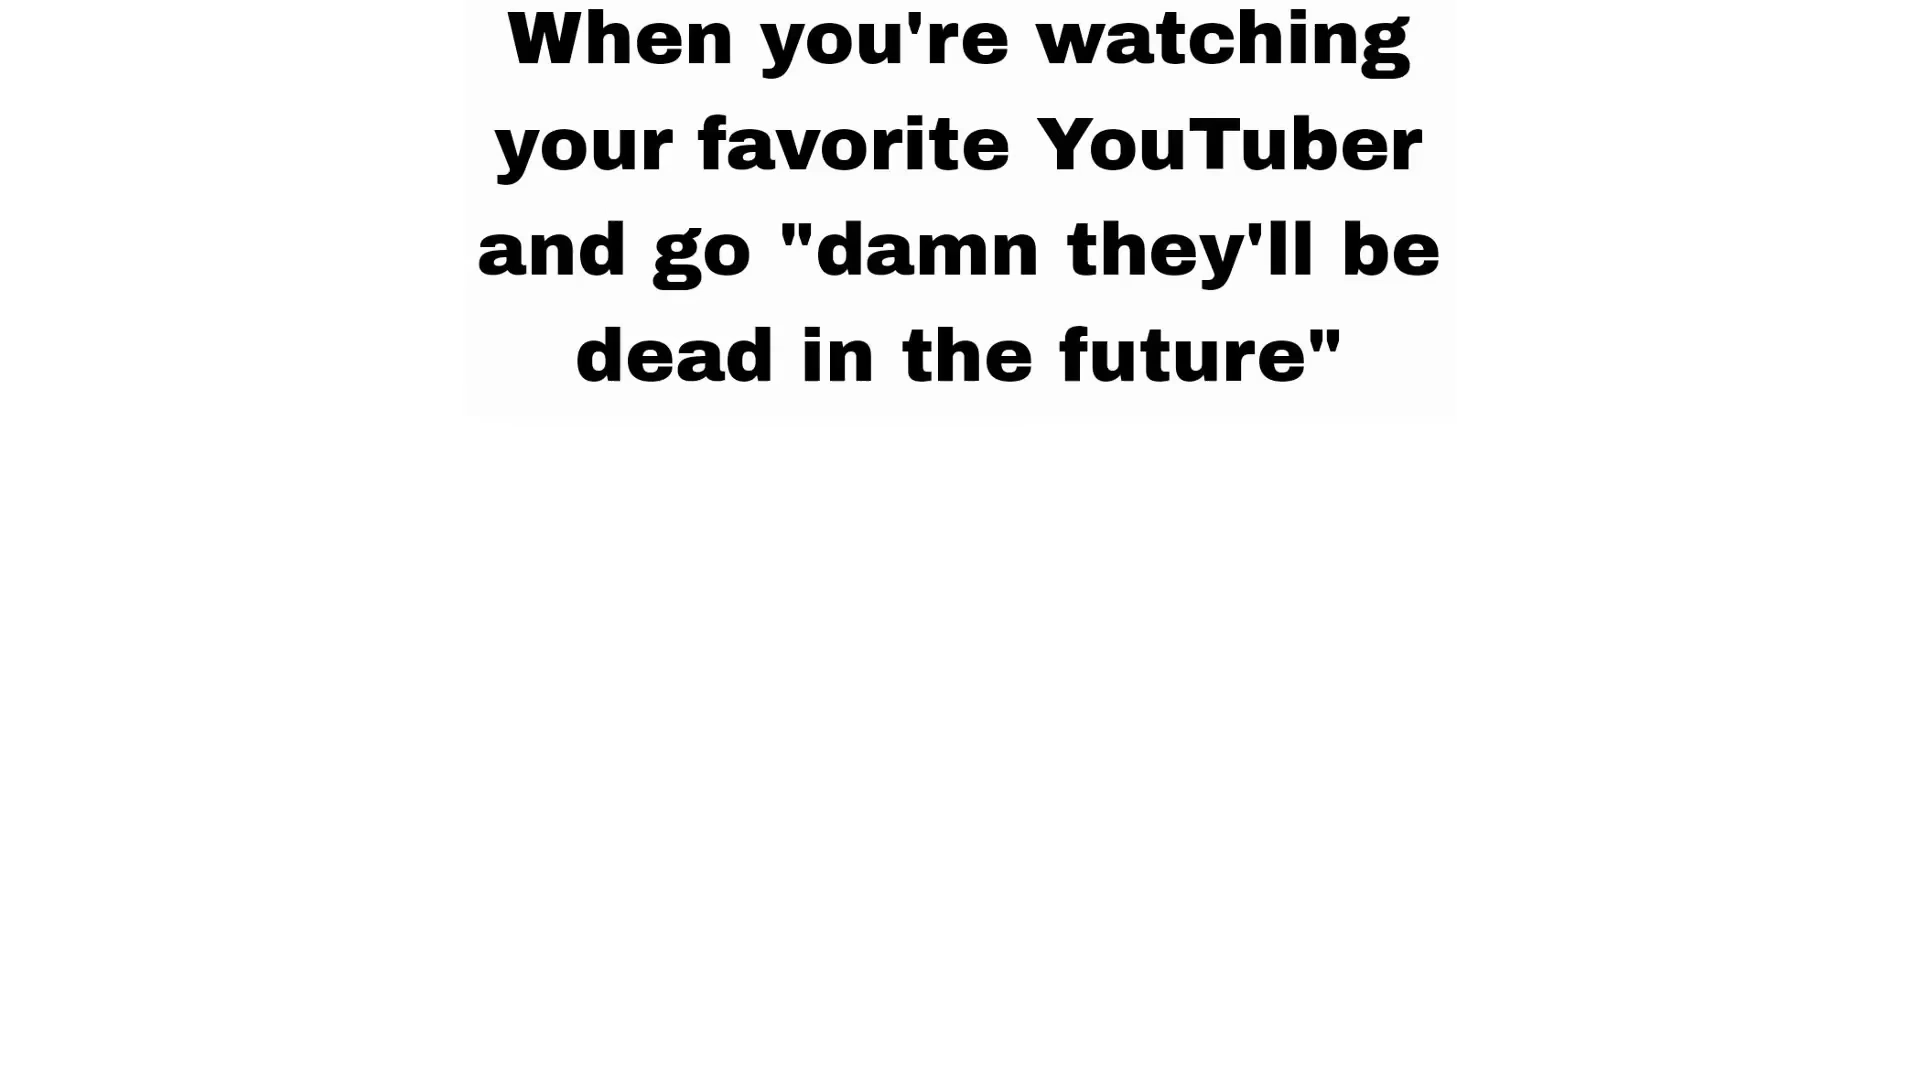 When you're watching
your favorite YouTuber
and go "damn they'll be
dead in the future"